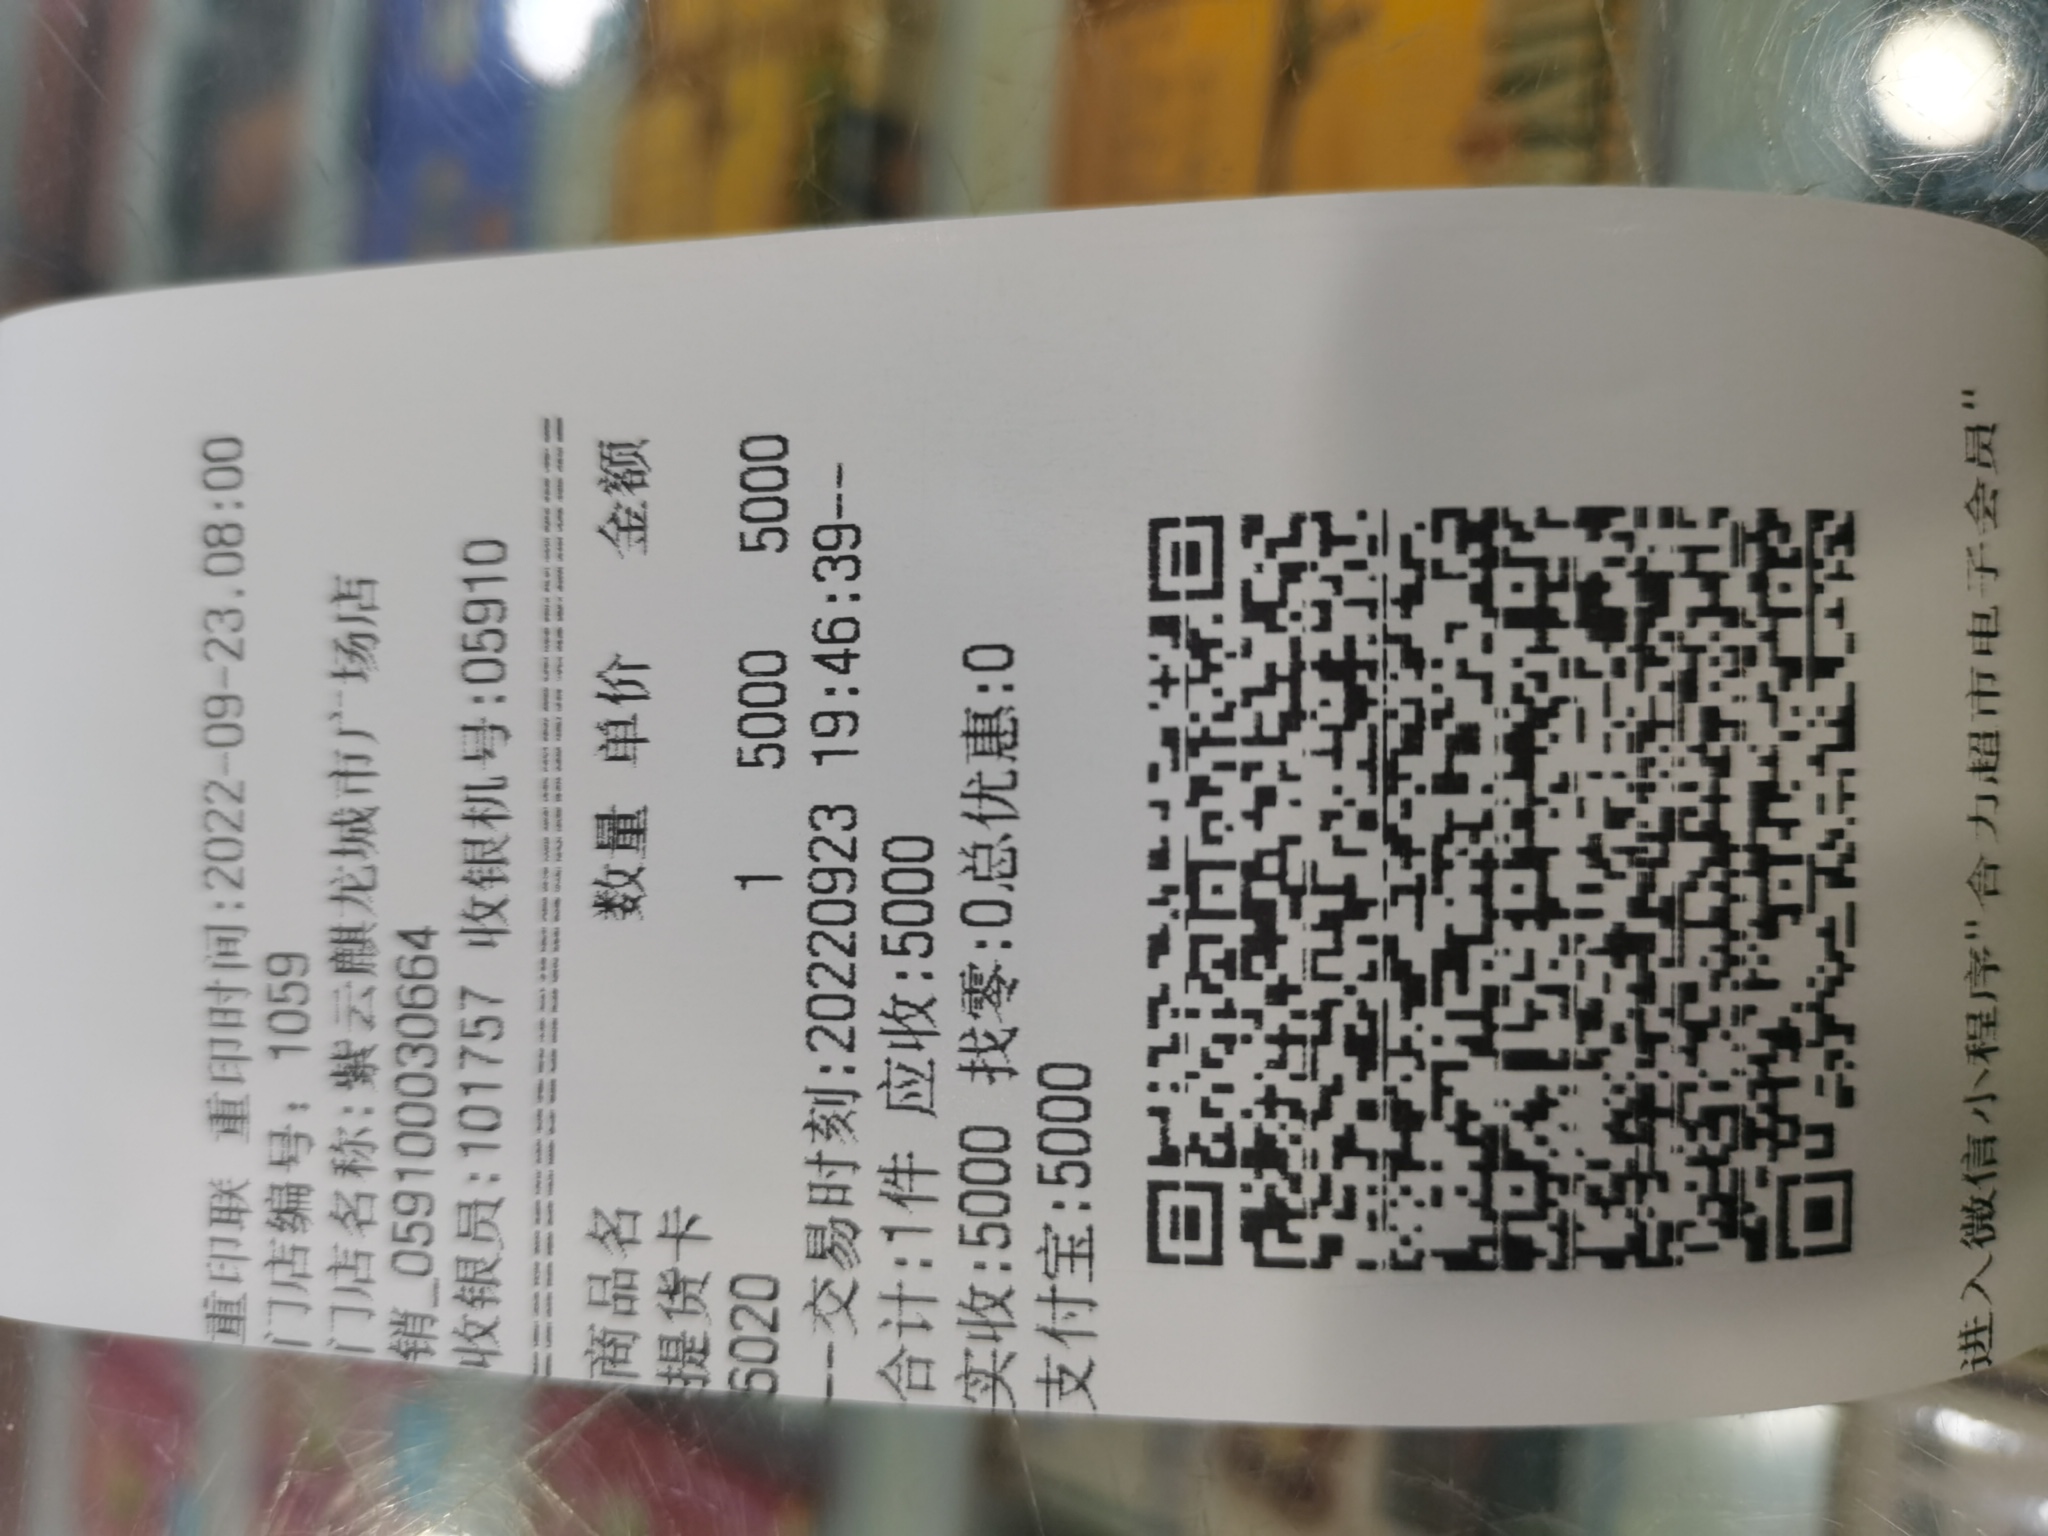 重印联 重印时间:2022-09-23.08:00
门店编号: 1059
门店名称:紫云麒龙城市广场店
销_059100030664
收银员:101757 收银机号:05910
商品名 数量 单价 金额
提货卡
6020 1 5000 5000
--交易时刻:20220923 19:46:39--
合计:1件 应收:5000
实收:5000 找零:0总优惠:0
支付宝:5000
进入微信小程序"合力超市电子会员"